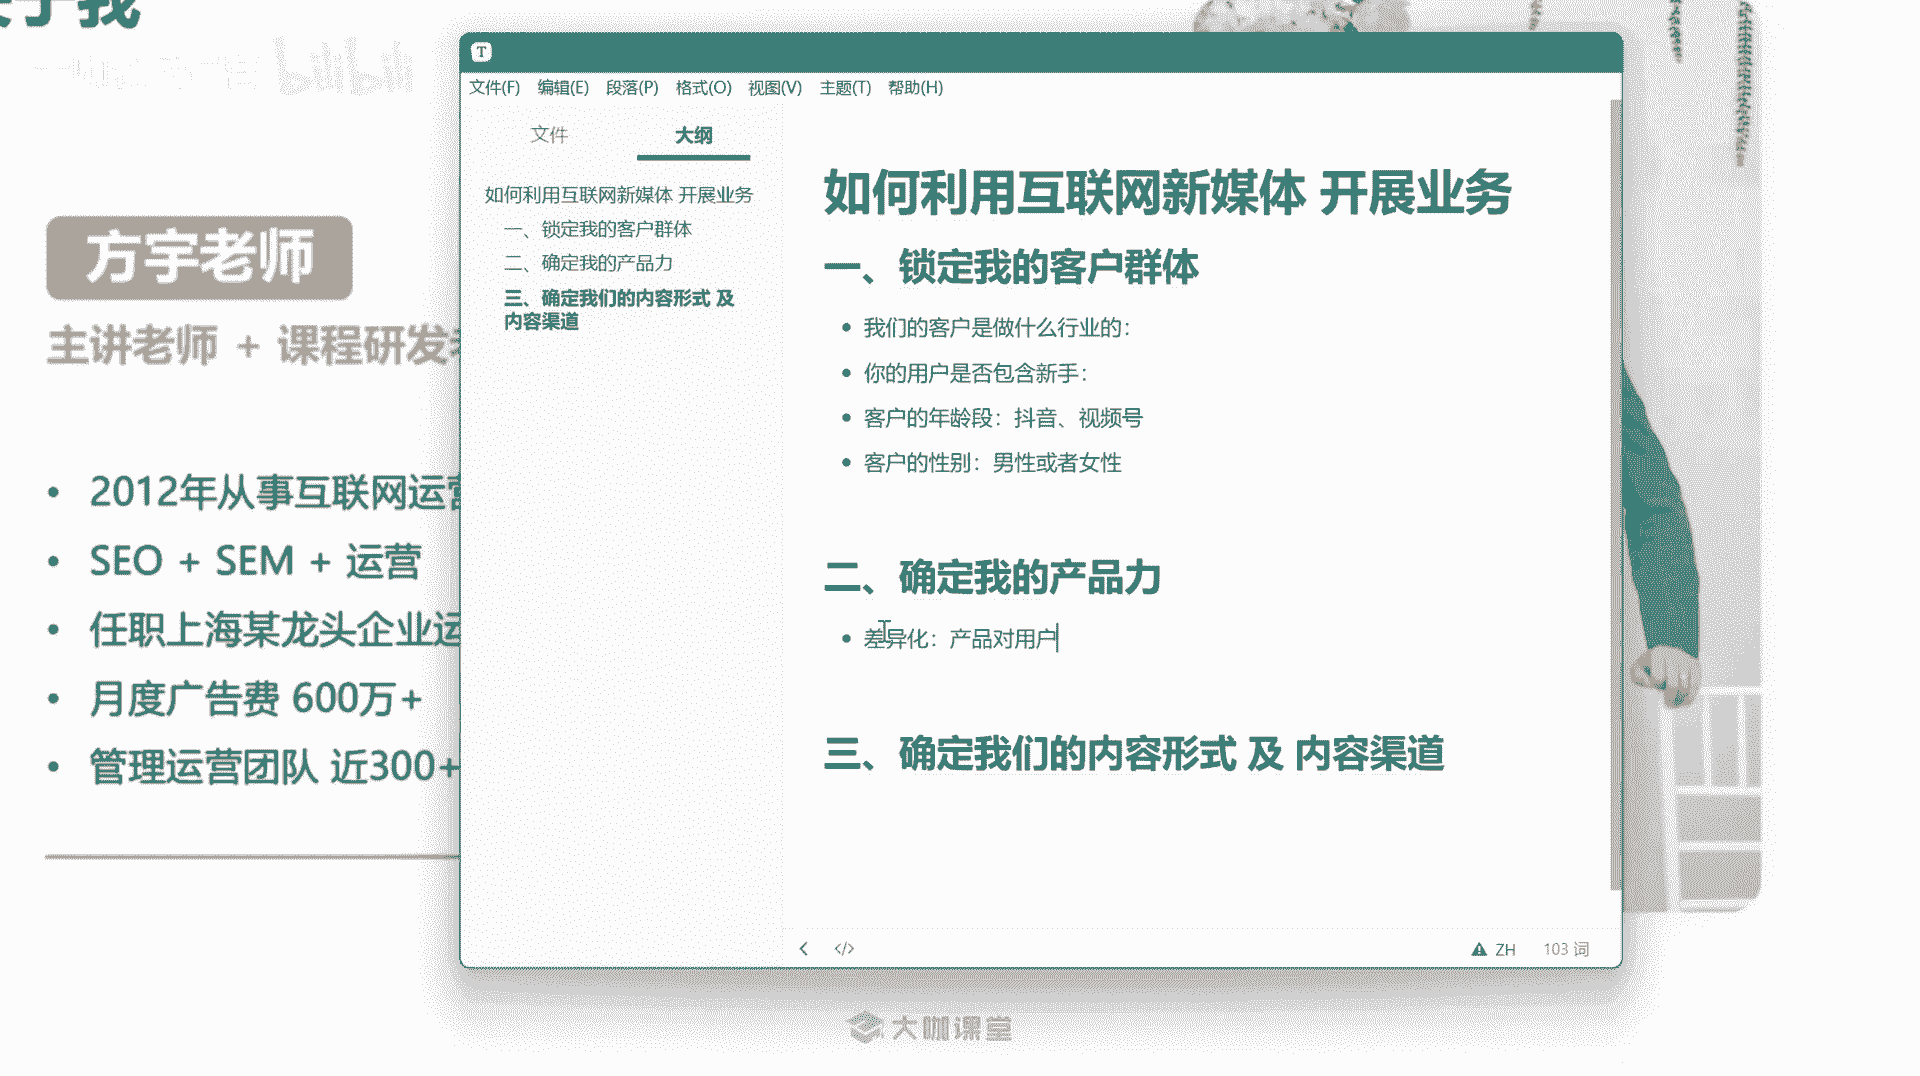 bilibili
方宇老师
主讲老师 + 课程研发
2012年从事互联网运营
SEO + SEM + 运营
任职上海某龙头企业运
月度广告费 600万+
管理运营团队 近300+
T
文件(F) 编辑(E) 段落(P) 格式(O) 视图(V) 主题(T) 帮助(H)
文件 大纲
如何利用互联网新媒体 开展业务
一、锁定我的客户群体
二、确定我的产品力
三、确定我们的内容形式 及
内容渠道
如何利用互联网新媒体 开展业务
一、锁定我的客户群体
我们的客户是做什么行业的：
你的用户是否包含新手：
客户的年龄段：抖音、视频号
客户的性别：男性或者女性
二、确定我的产品力
差异化：产品对用户
三、确定我们的内容形式 及 内容渠道
ZH 103 词
大咖课堂